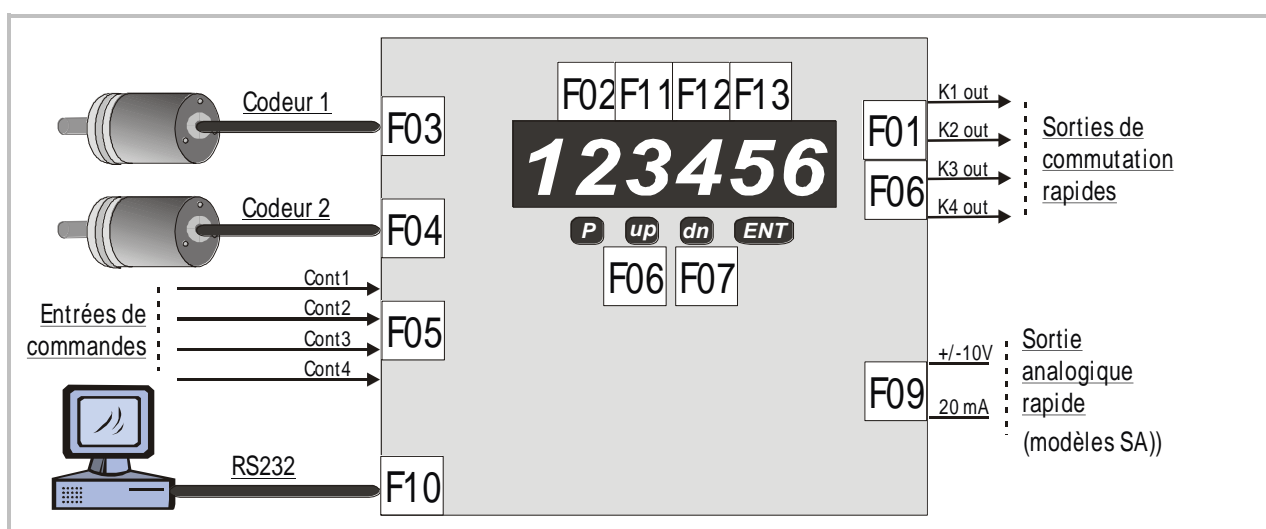 Codeur 1
F03
Codeur 2
F04
Entrées de
commandes
Cont1
Cont2
Cont3
Cont4
F05
RS232
F10
F02 F11 F12 F13
123456
P up dn ENT
F06 F07
F01
F06
K1 out
K2 out
K3 out
K4 out
Sorties de
commutation
rapides
F09
+/-10V
20 mA
Sortie
analogique
rapide
(modèles SA))